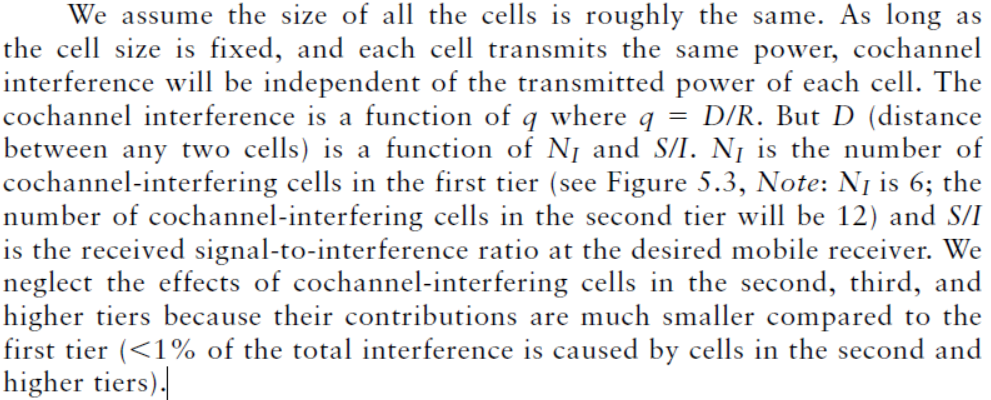 We assume the size of all the cells is roughly the same. As long as
the cell size is fixed, and each cell transmits the same power, cochannel
interference will be independent of the transmitted power of each cell. The
cochannel interference is a function of q where q = D/R. But D (distance
between any two cells) is a function of N_I and S/I. N_I is the number of
cochannel-interfering cells in the first tier (see Figure 5.3, Note: N_I is 6; the
number of cochannel-interfering cells in the second tier will be 12) and S/I
is the received signal-to-interference ratio at the desired mobile receiver. We
neglect the effects of cochannel-interfering cells in the second, third, and
higher tiers because their contributions are much smaller compared to the
first tier (<1% of the total interference is caused by cells in the second and
higher tiers).